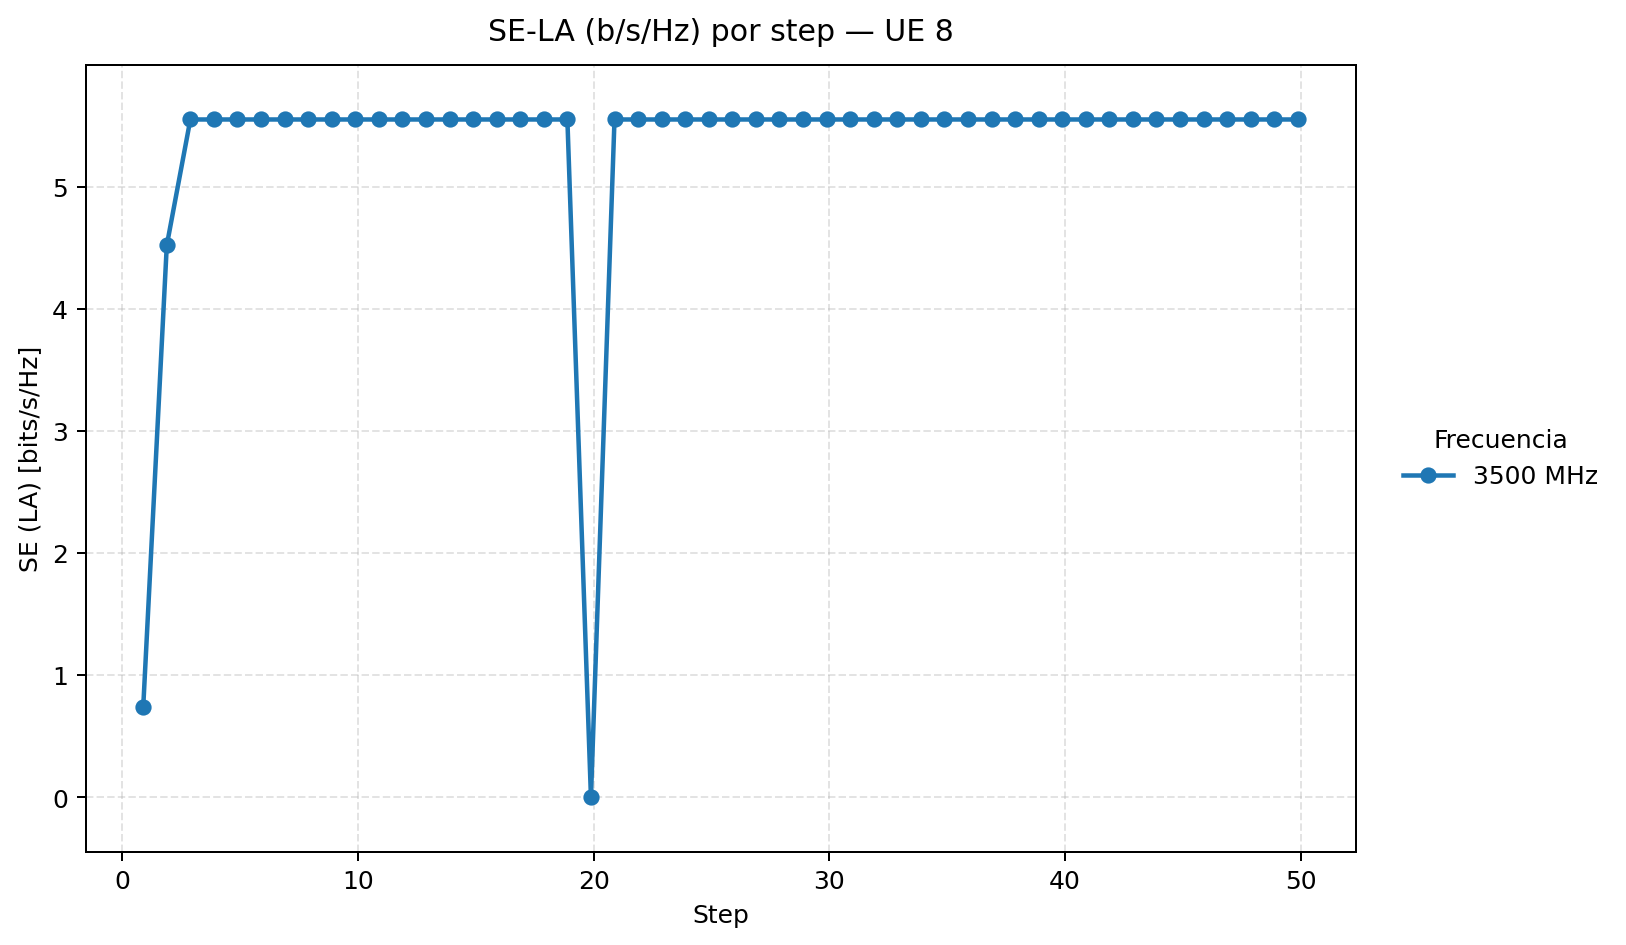 SE-LA (b/s/Hz) por step — UE 8
SE (LA) [bits/s/Hz]
5
4
3
2
1
0
0 10 20 30 40 50
Step
Frecuencia
3500 MHz